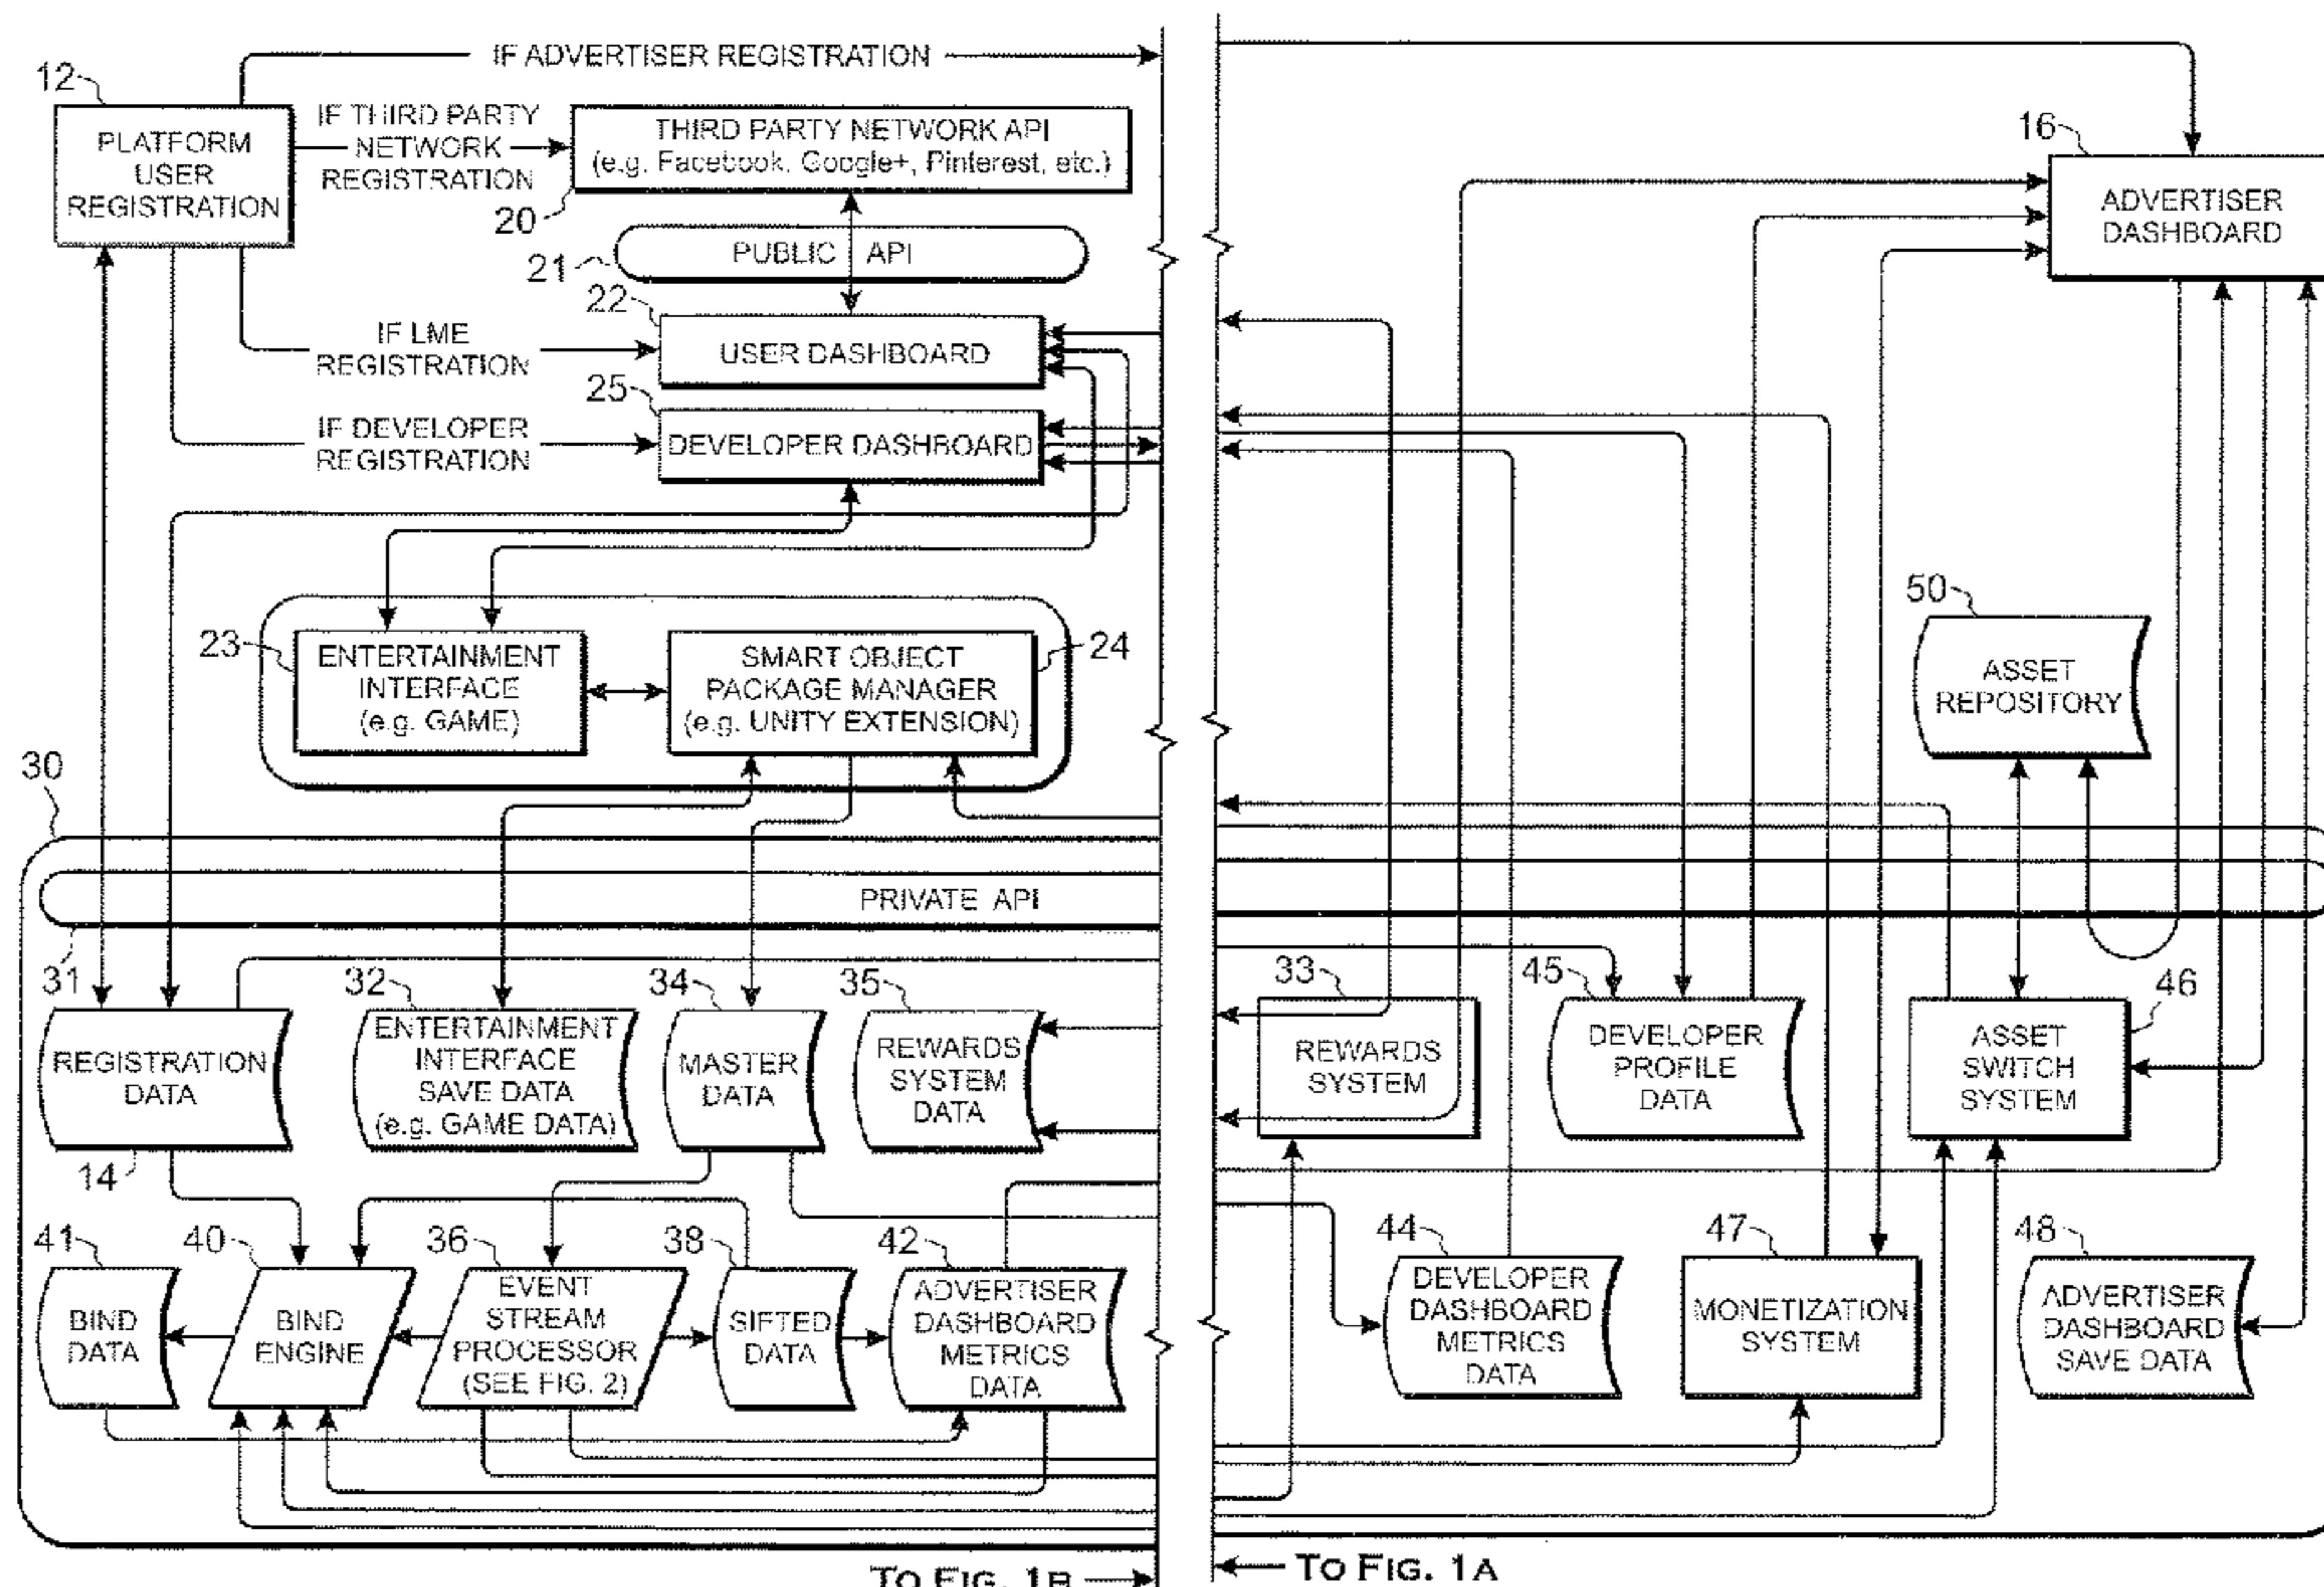 IF ADVERTISER REGISTRATION
12
PLATFORM
USER
REGISTRATION
IF THIRD PARTY
NETWORK
REGISTRATION
THIRD PARTY NETWORK API
(e.g. Facebook, Google+, Pinterest, etc.)
20
PUBLIC API
21
22
IF LME
REGISTRATION
USER DASHBOARD
25
IF DEVELOPER
REGISTRATION
DEVELOPER DASHBOARD
16
ADVERTISER
DASHBOARD
23
ENTERTAINMENT
INTERFACE
(e.g. GAME)
SMART OBJECT
PACKAGE MANAGER
(e.g. UNITY EXTENSION)
24
50
ASSET
REPOSITORY
30
PRIVATE API
31
REGISTRATION
DATA
14
32
ENTERTAINMENT
INTERFACE
SAVE DATA
(e.g. GAME DATA)
34
MASTER
DATA
35
REWARDS
SYSTEM
DATA
33
REWARDS
SYSTEM
45
DEVELOPER
PROFILE
DATA
46
ASSET
SWITCH
SYSTEM
41
BIND
DATA
40
BIND
ENGINE
36
EVENT
STREAM
PROCESSOR
(SEE FIG. 2)
38
SIFTED
DATA
42
ADVERTISER
DASHBOARD
METRICS
DATA
44
DEVELOPER
DASHBOARD
METRICS
DATA
47
MONETIZATION
SYSTEM
48
ADVERTISER
DASHBOARD
SAVE DATA
TO FIG. 1B
TO FIG. 1A